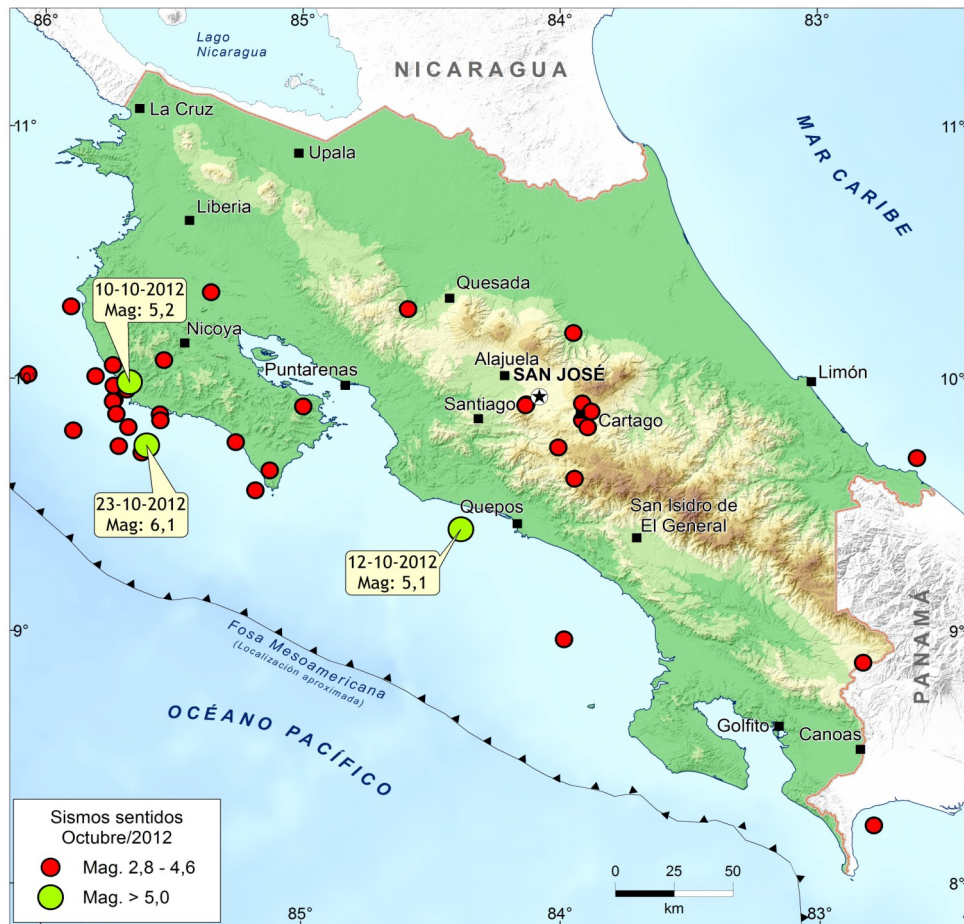 86°
85°
84°
83°
Lago
Nicaragua
NICARAGUA
La Cruz
11°
11°
Upala
MAR CARIBE
Liberia
10-10-2012
Mag: 5,2
Quesada
Nicoya
Alajuela
Puntarenas
SAN JOSÉ
10°
10°
Limón
Santiago
Cartago
23-10-2012
Mag: 6,1
Quepos
San Isidro de
El General
12-10-2012
Mag: 5,1
9°
9°
Fosa Mesoamericana
(Localización aproximada)
PANAMÁ
OCÉANO PACÍFICO
Golfito
Canoas
Sismos sentidos
Octubre/2012
Mag. 2,8 - 4,6
Mag. > 5,0
0 25 50
km
8°
85°
84°
83°